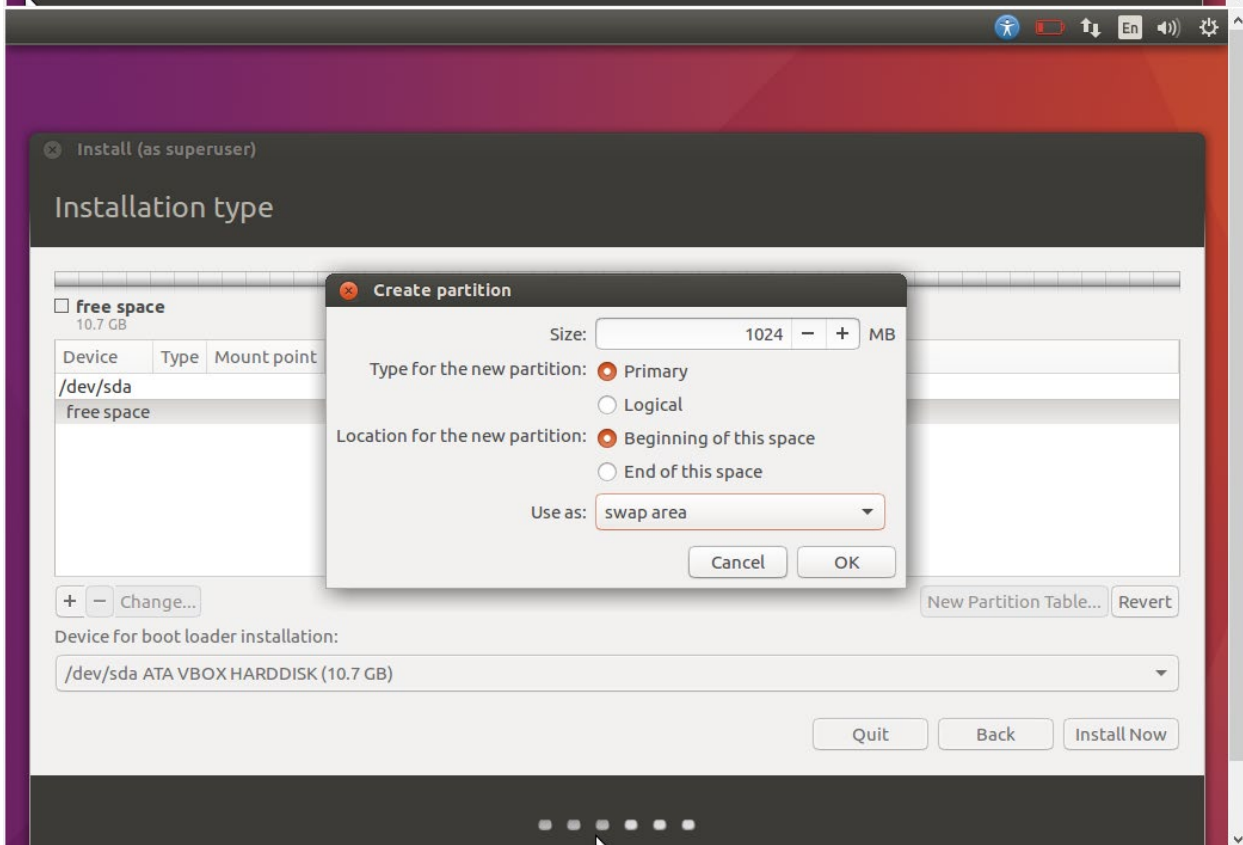 En
Install (as superuser)
Installation type
free space
10.7 GB
Device Type Mount point
/dev/sda
free space
Create partition
Size: 1024 − + MB
Type for the new partition: Primary
Logical
Location for the new partition: Beginning of this space
End of this space
Use as: swap area
Cancel OK
+ − Change... New Partition Table... Revert
Device for boot loader installation:
/dev/sda ATA VBOX HARDDISK (10.7 GB)
Quit Back Install Now